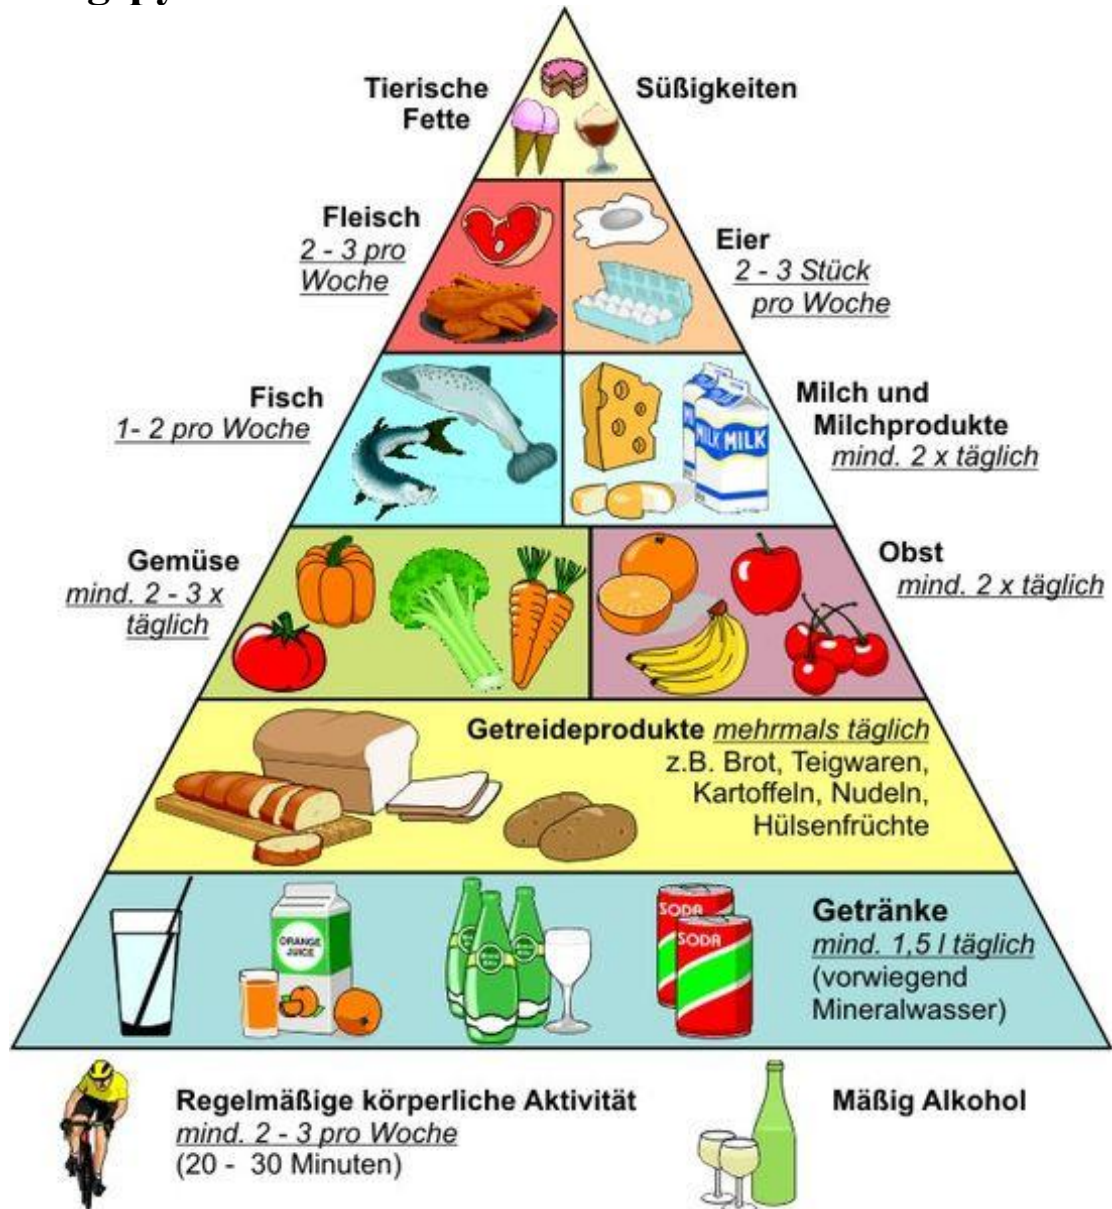 Tierische
Fette
Süßigkeiten
Fleisch
2 - 3 pro
Woche
Eier
2 - 3 Stück
pro Woche
Fisch
1- 2 pro Woche
Milch und
Milchprodukte
mind. 2 x täglich
MILK MILK
Gemüse
mind. 2 - 3 x
täglich
Obst
mind. 2 x täglich
Getreideprodukte mehrmals täglich
z.B. Brot, Teigwaren,
Kartoffeln, Nudeln,
Hülsenfrüchte
ORANGE
JUICE
SODA
SODA
Getränke
mind. 1,5 l täglich
(vorwiegend
Mineralwasser)
Regelmäßige körperliche Aktivität
mind. 2 - 3 pro Woche
(20 - 30 Minuten)
Mäßig Alkohol